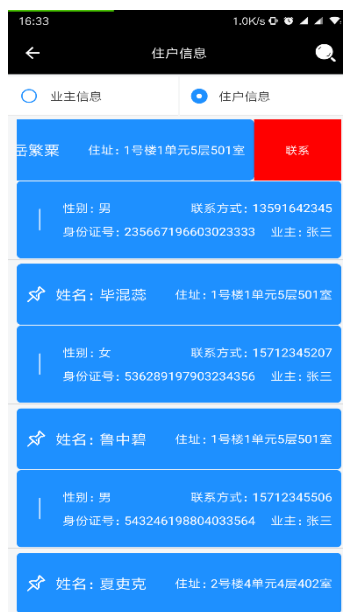 16:33 1.0K/s
住户信息
业主信息 住户信息
岳繁粟 住址: 1号楼1单元5层501室 联系
性别: 男 联系方式: 13591642345
身份证号: 235667196603023333 业主: 张三
姓名: 毕混蕊 住址: 1号楼1单元5层501室
性别: 女 联系方式: 15712345207
身份证号: 536289197903234356 业主: 张三
姓名: 鲁中碧 住址: 1号楼1单元5层501室
性别: 男 联系方式: 15712345506
身份证号: 543246198804033564 业主: 张三
姓名: 夏吏克 住址: 2号楼4单元4层402室